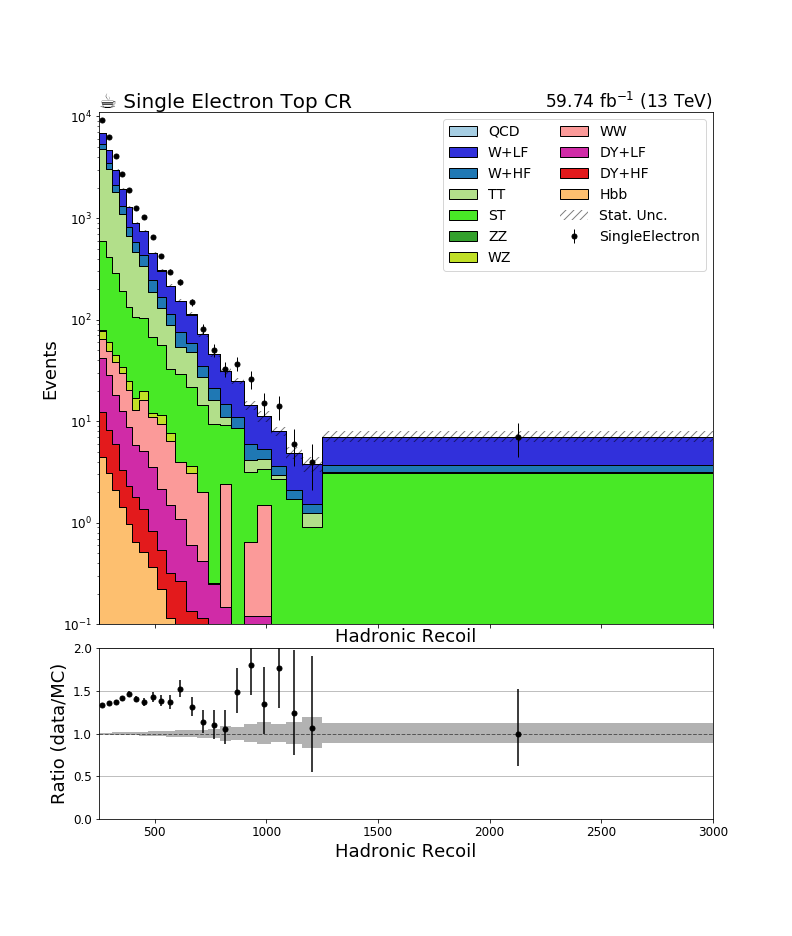 ☕ Single Electron Top CR
59.74 fb⁻¹ (13 TeV)
QCD
W+LF
W+HF
TT
ST
ZZ
WZ
WW
DY+LF
DY+HF
Hbb
Stat. Unc.
SingleElectron
Events
10⁴
10³
10²
10¹
10⁰
10⁻¹
Hadronic Recoil
Ratio (data/MC)
2.0
1.5
1.0
0.5
0.0
500 1000 1500 2000 2500 3000
Hadronic Recoil